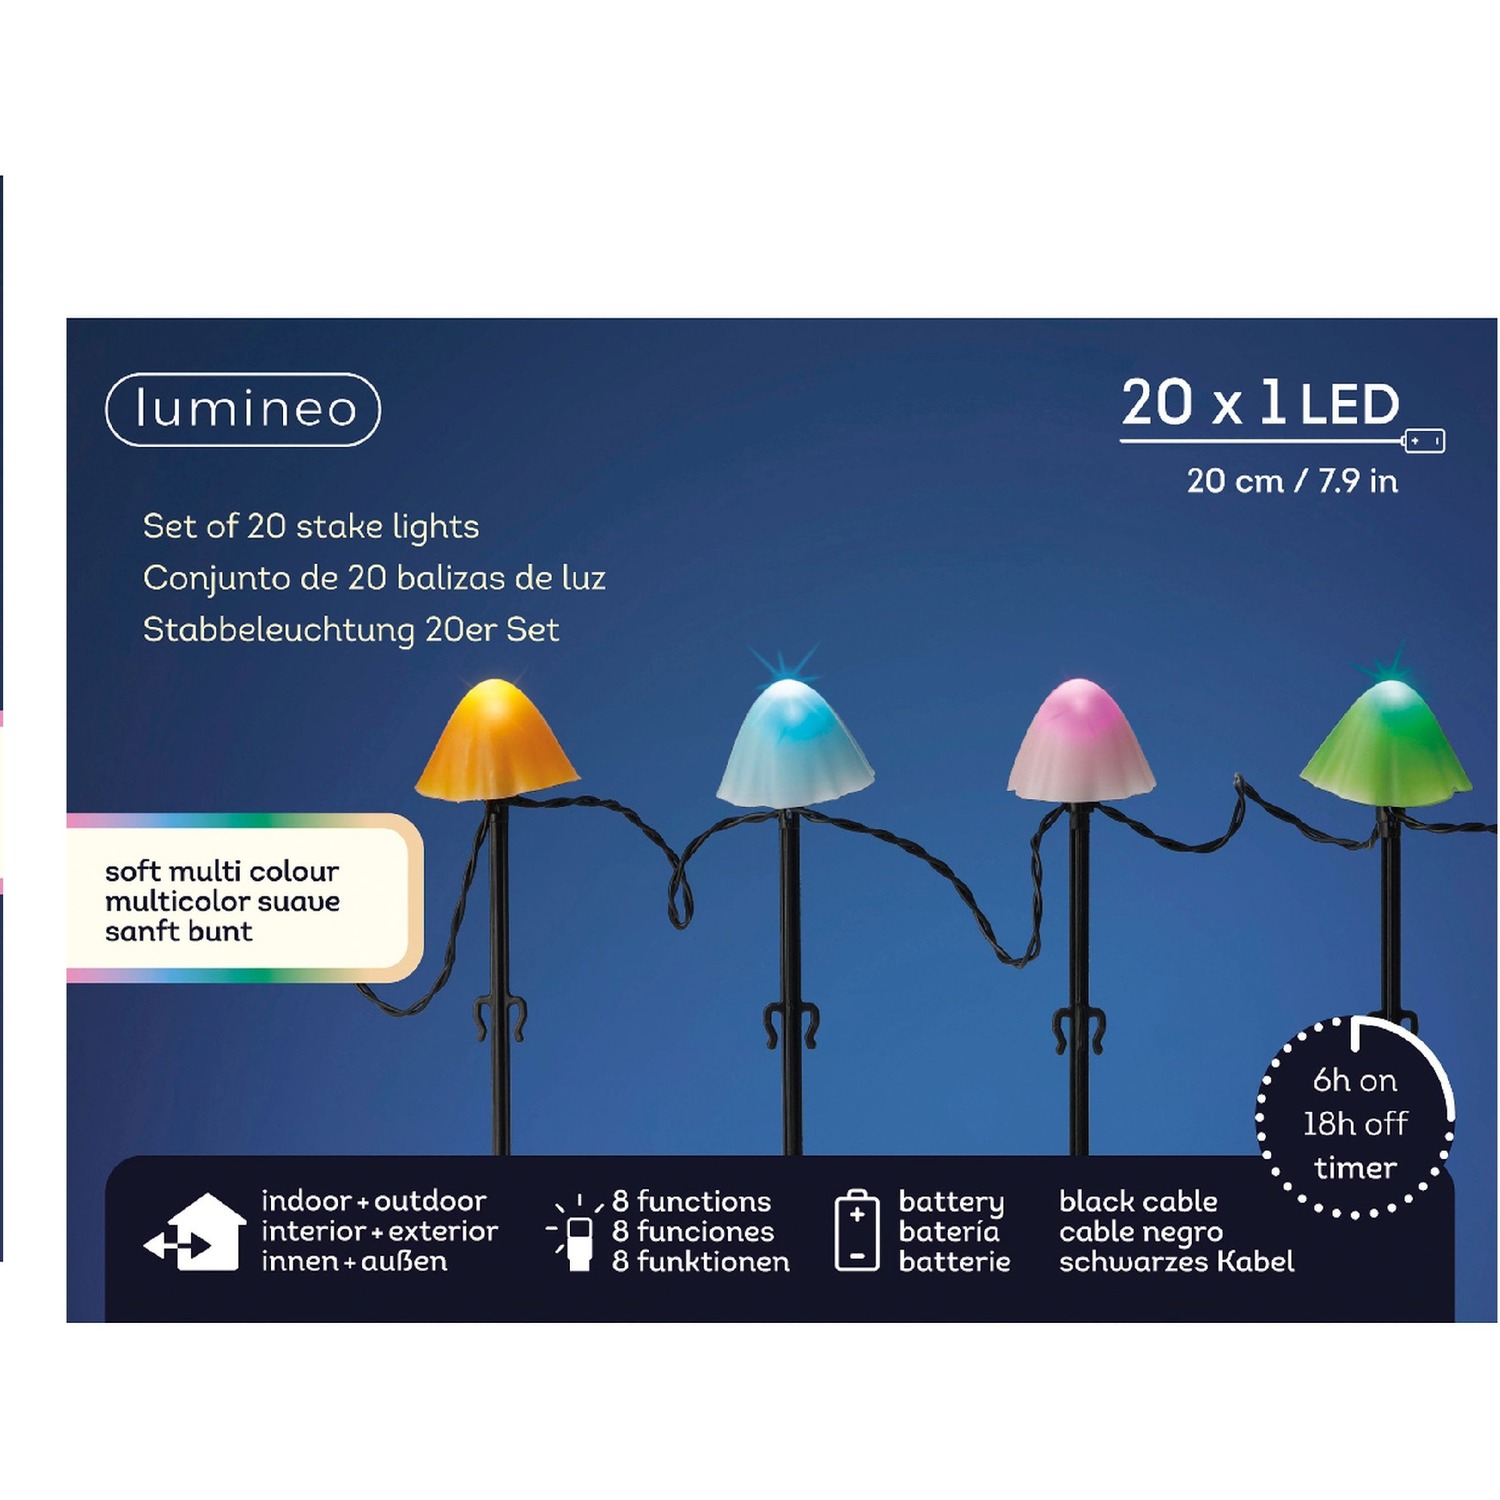 lumineo
20 x 1 LED
20 cm / 7.9 in
Set of 20 stake lights
Conjunto de 20 balizas de luz
Stabbeleuchtung 20er Set
soft multi colour
multicolor suave
sanft bunt
6h on
18h off
timer
indoor + outdoor
interior + exterior
innen + außen
8 functions
8 funciones
8 funktionen
battery
batería
batterie
black cable
cable negro
schwarzes Kabel